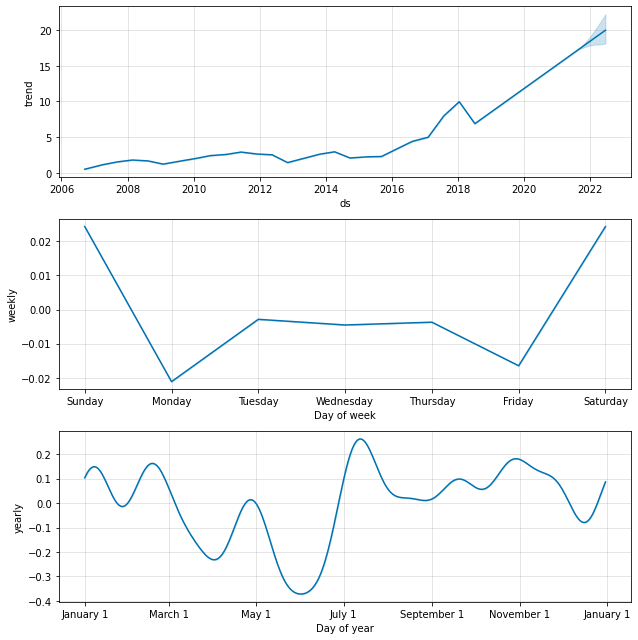 20
15
10
5
0
trend
2006 2008 2010 2012 2014 2016 2018 2020 2022
ds
0.02
0.01
0.00
−0.01
−0.02
weekly
Sunday Monday Tuesday Wednesday Thursday Friday Saturday
Day of week
0.2
0.1
0.0
−0.1
−0.2
−0.3
−0.4
yearly
January 1 March 1 May 1 July 1 September 1 November 1 January 1
Day of year